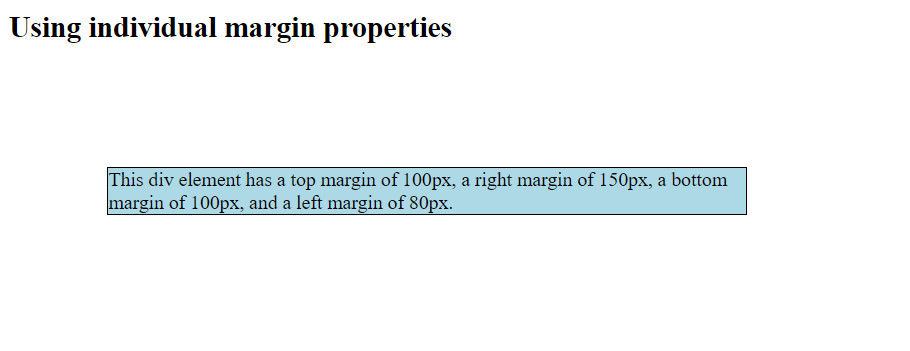 Using individual margin properties
This div element has a top margin of 100px, a right margin of 150px, a bottom
margin of 100px, and a left margin of 80px.